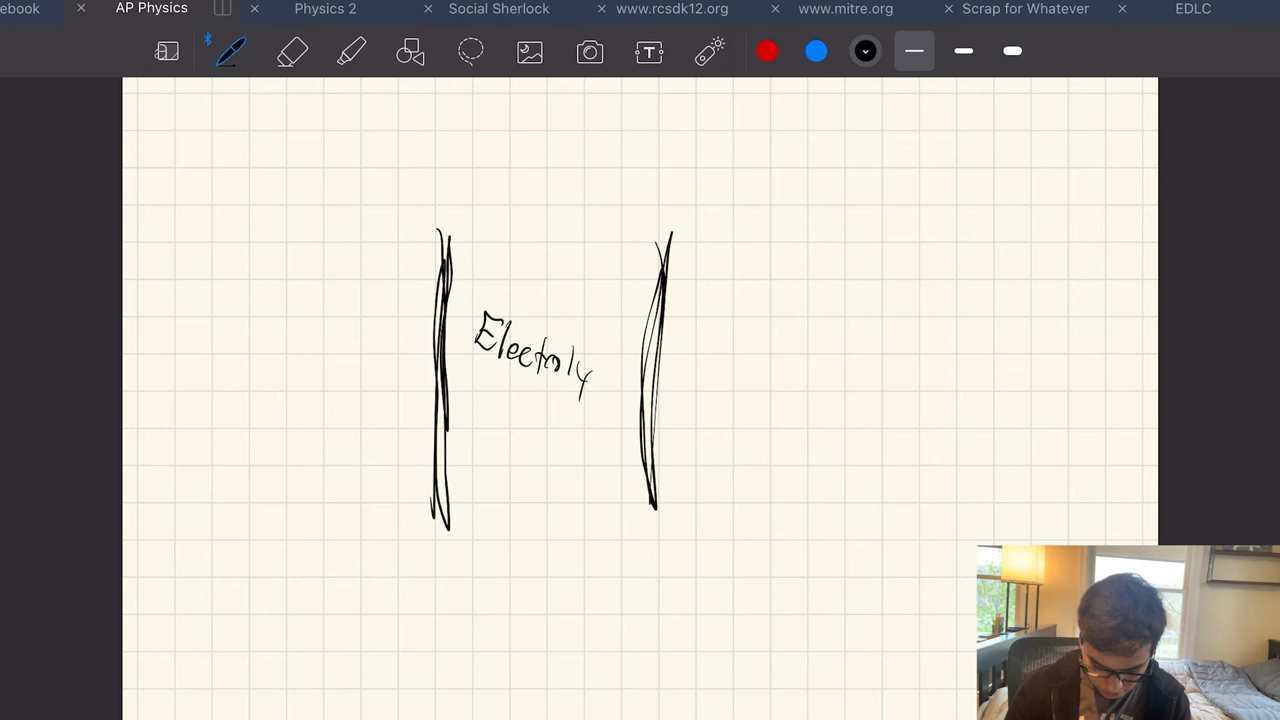 ebook
AP Physics
Physics 2
Social Sherlock
www.rcsdk12.org
www.mitre.org
Scrap for Whatever
EDLC
T
Electroly